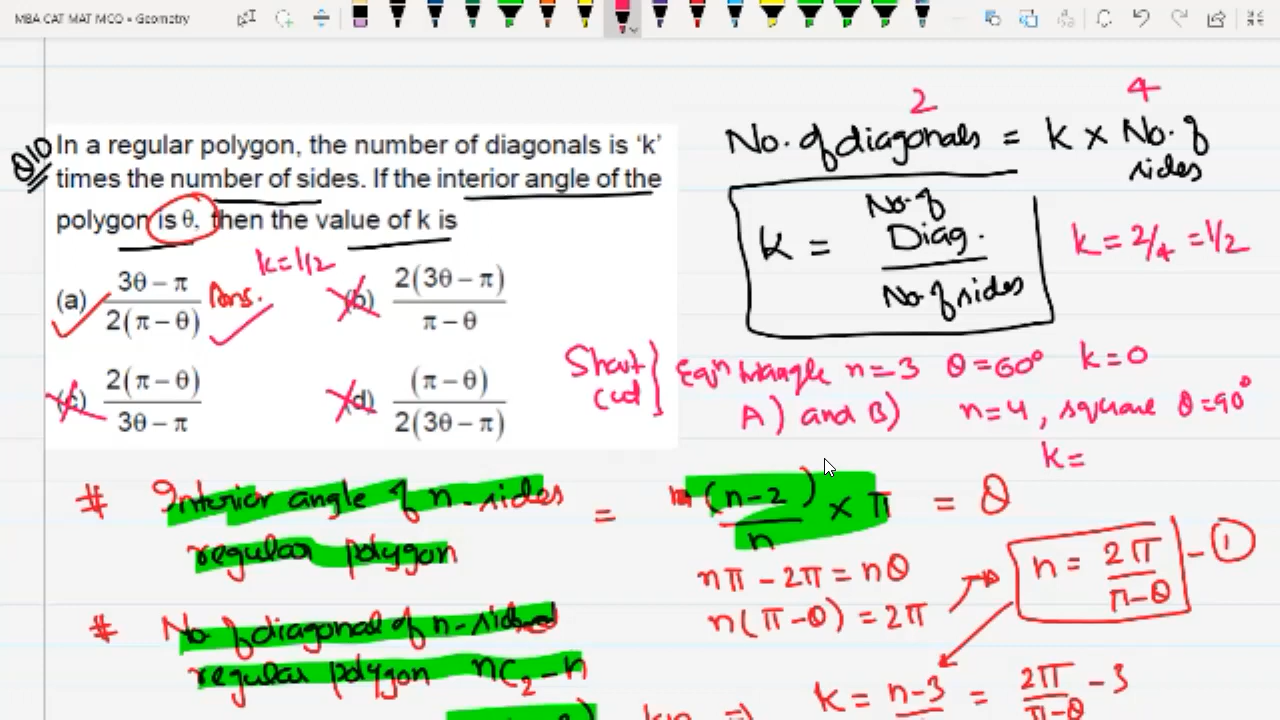 MBA CAT MAT MCQ = Geometry
Q10
In a regular polygon, the number of diagonals is ‘k’
times the number of sides. If the interior angle of the
polygon is θ, then the value of k is
k=1/2
(a) (3θ − π) / 2(π − θ) Ans.
(b) 2(3θ − π) / (π − θ)
(c) 2(π − θ) / (3θ − π)
(d) (π − θ) / 2(3θ − π)
2 4
No. of diagonals = k × No. of
sides
k = No. of Diag. / No. of sides
k = 2/4 = 1/2
Short
Cut
Eqn triangle n=3 θ=60° k=0
A) and B) n=4, square θ=90°
k=
# Interior angle of n-sides
regular polygon
= (n-2)/n × π = θ
nπ - 2π = nθ
n(π-θ) = 2π
n = 2π/(π-θ) - ①
# No. of diagonal of n-sided
regular polygon nC2 - n
k = n-3 = 2π/(π-θ) - 3